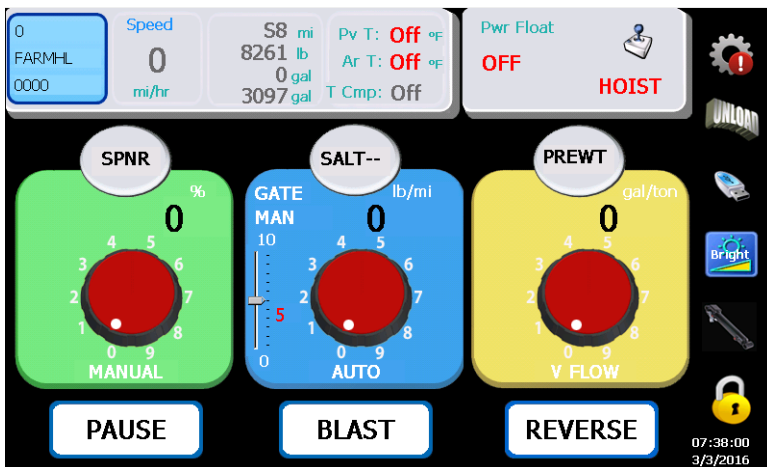 0
FARMHL
0000
Speed
0
mi/hr
S8 mi
8261 lb
0 gal
3097 gal
Pv T: Off °F
Ar T: Off °F
T Cmp: Off
Pwr Float
OFF
HOIST
UNLOAD
SPNR
%
0
0 1 2 3 4 5 6 7 8 9
MANUAL
SALT--
GATE
MAN
lb/mi
0
10
5
0
0 1 2 3 4 5 6 7 8 9
AUTO
PREWT
gal/ton
0
0 1 2 3 4 5 6 7 8 9
V FLOW
Bright
1
PAUSE
BLAST
REVERSE
07:38:00
3/3/2016